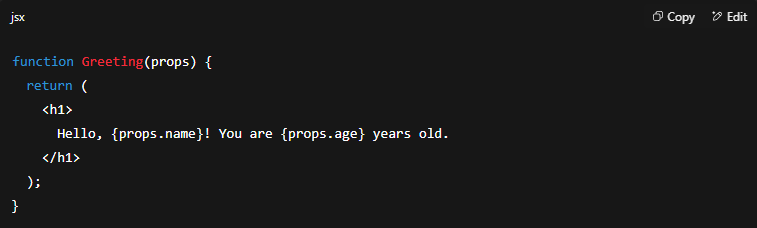 jsx
Copy
Edit
function Greeting(props) {
  return (
    <h1>
      Hello, {props.name}! You are {props.age} years old.
    </h1>
  );
}